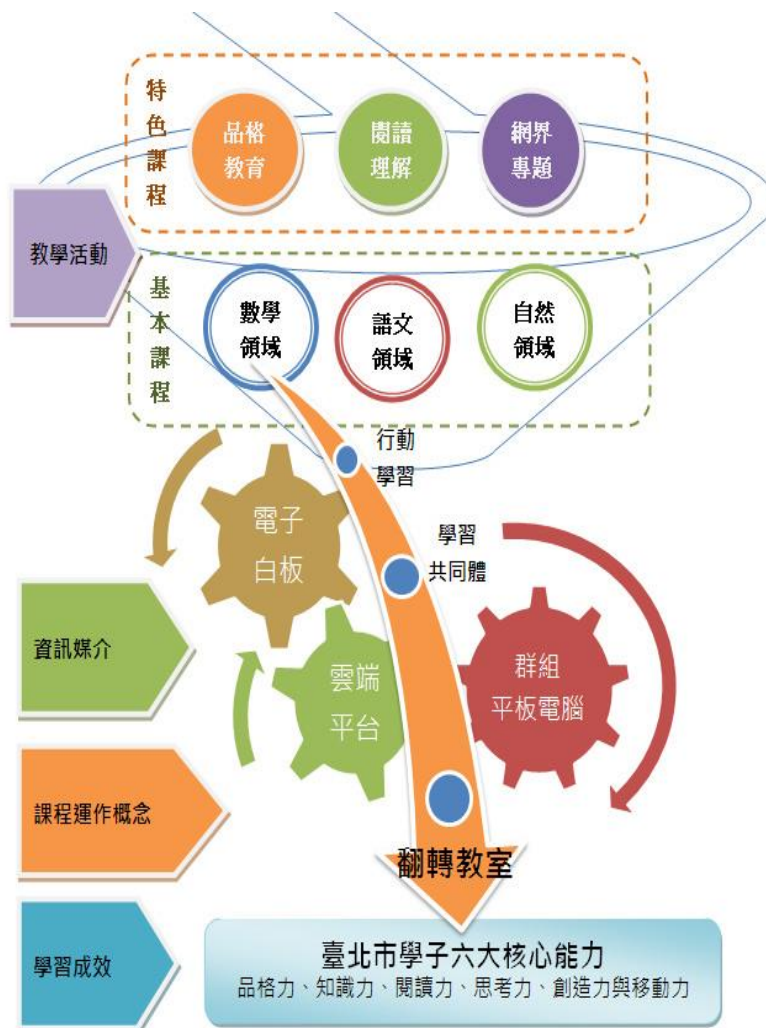 特
色
課
程
品格
教育
閱讀
理解
網界
專題
教學活動
基
本
課
程
數學
領域
語文
領域
自然
領域
行動
學習
電子
白板
學習
共同體
資訊媒介
雲端
平台
群組
平板電腦
課程運作概念
翻轉教室
學習成效
臺北市學子六大核心能力
品格力、知識力、閱讀力、思考力、創造力與移動力